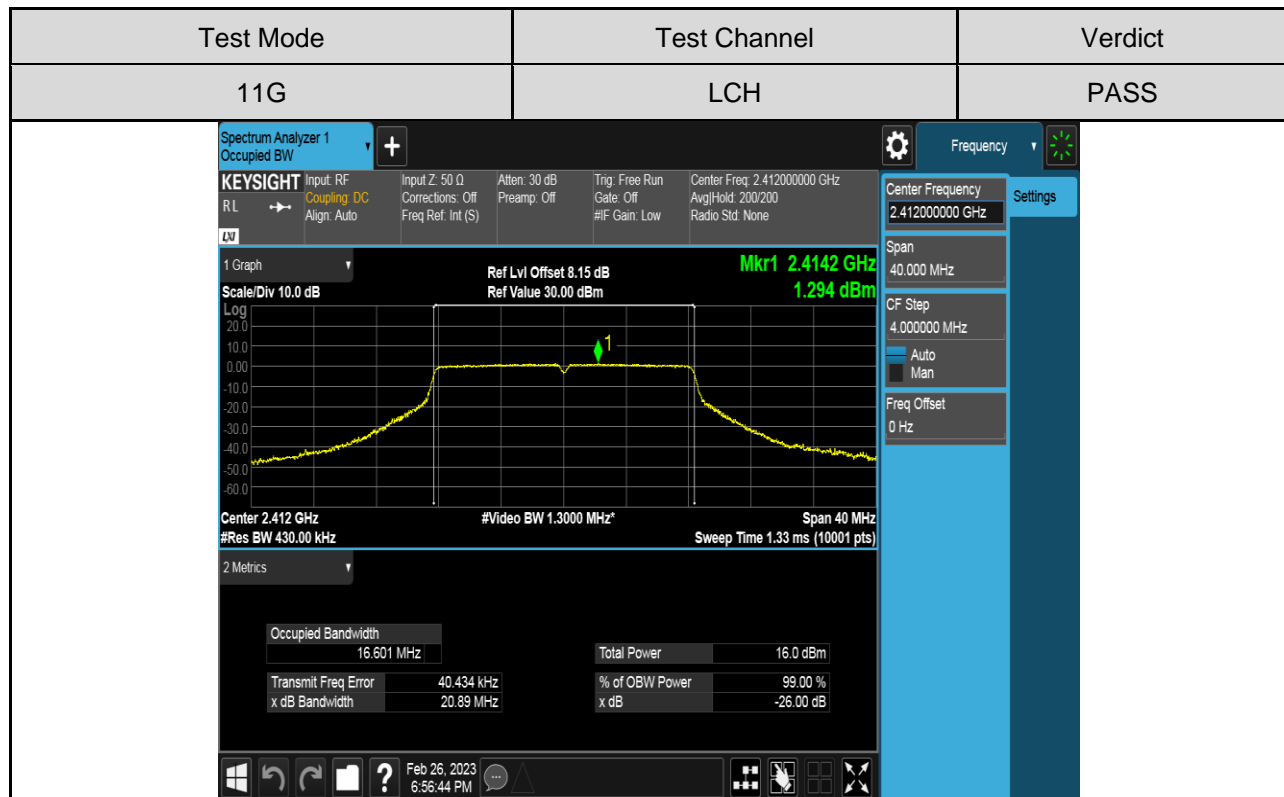 Test Mode Test Channel Verdict
11G LCH PASS
Spectrum Analyzer 1
Occupied BW
+
Frequency
KEYSIGHT Input: RF Input Z: 50 Ω Atten: 30 dB Trig: Free Run Center Freq: 2.412000000 GHz
RL Coupling: DC Corrections: Off Preamp: Off Gate: Off Avg|Hold: 200/200
Align: Auto Freq Ref: Int (S) #IF Gain: Low Radio Std: None
LXI
Center Frequency
2.412000000 GHz
Settings
Span
40.000 MHz
CF Step
4.000000 MHz
Auto
Man
Freq Offset
0 Hz
1 Graph
Ref Lvl Offset 8.15 dB
Mkr1 2.4142 GHz
Scale/Div 10.0 dB Ref Value 30.00 dBm 1.294 dBm
Log
20.0
10.0
0.00
-10.0
-20.0
-30.0
-40.0
-50.0
-60.0
1
Center 2.412 GHz #Video BW 1.3000 MHz* Span 40 MHz
#Res BW 430.00 kHz Sweep Time 1.33 ms (10001 pts)
2 Metrics
Occupied Bandwidth
16.601 MHz Total Power 16.0 dBm
Transmit Freq Error 40.434 kHz % of OBW Power 99.00 %
x dB Bandwidth 20.89 MHz x dB -26.00 dB
? Feb 26, 2023
6:56:44 PM